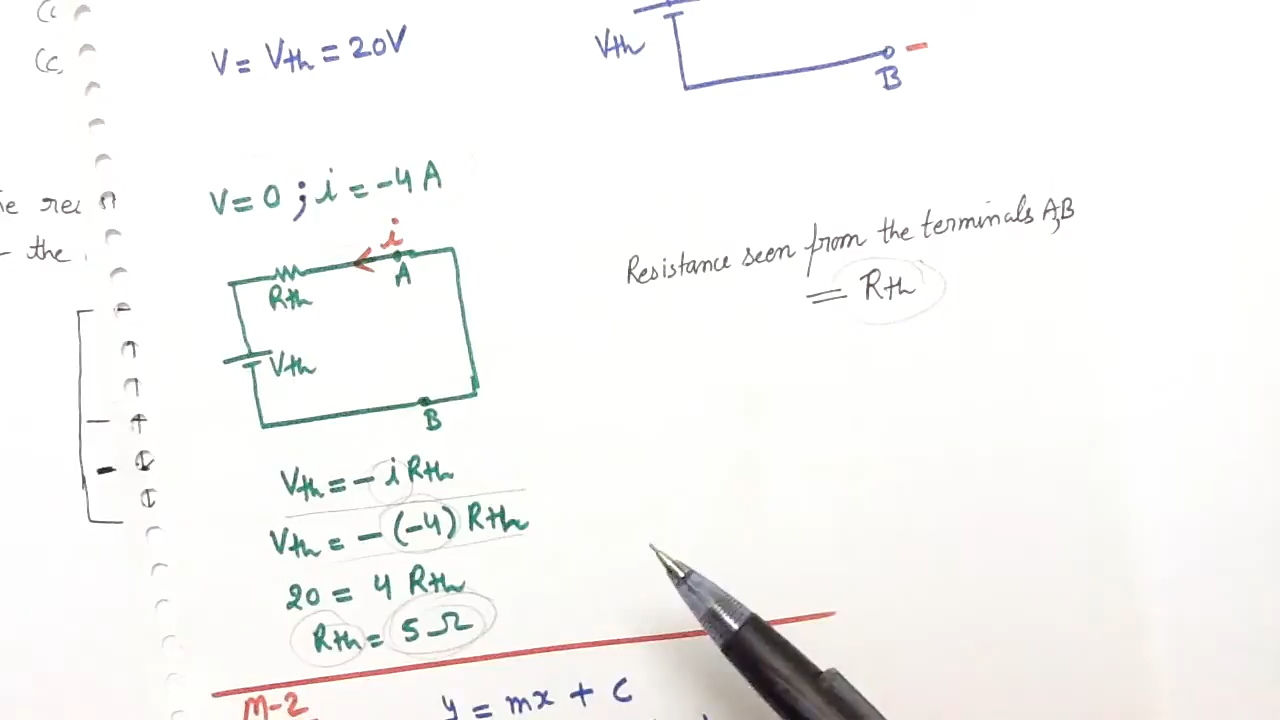 (c
(c
V = Vth = 20V
Vth
B
V = 0 ; i = -4 A
the
i
A
Rth
Vth
B
Resistance seen from the terminals A,B
= Rth
Vth = - i Rth
Vth = - (-4) Rth
20 = 4 Rth
Rth = 5 Ω
M-2
y = mx + c